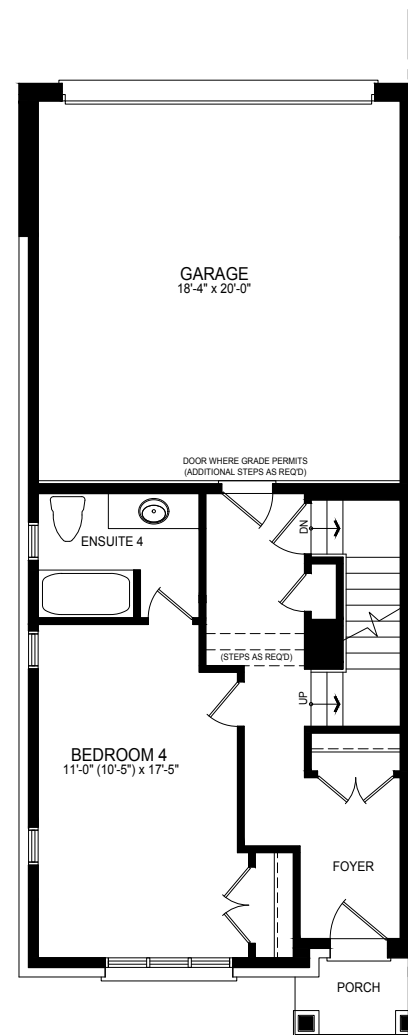 GARAGE
18'-4" x 20'-0"
DOOR WHERE GRADE PERMITS
(ADDITIONAL STEPS AS REQ'D)
ENSUITE 4
DN
(STEPS AS REQ'D)
UP
BEDROOM 4
11'-0" (10'-5") x 17'-5"
FOYER
PORCH